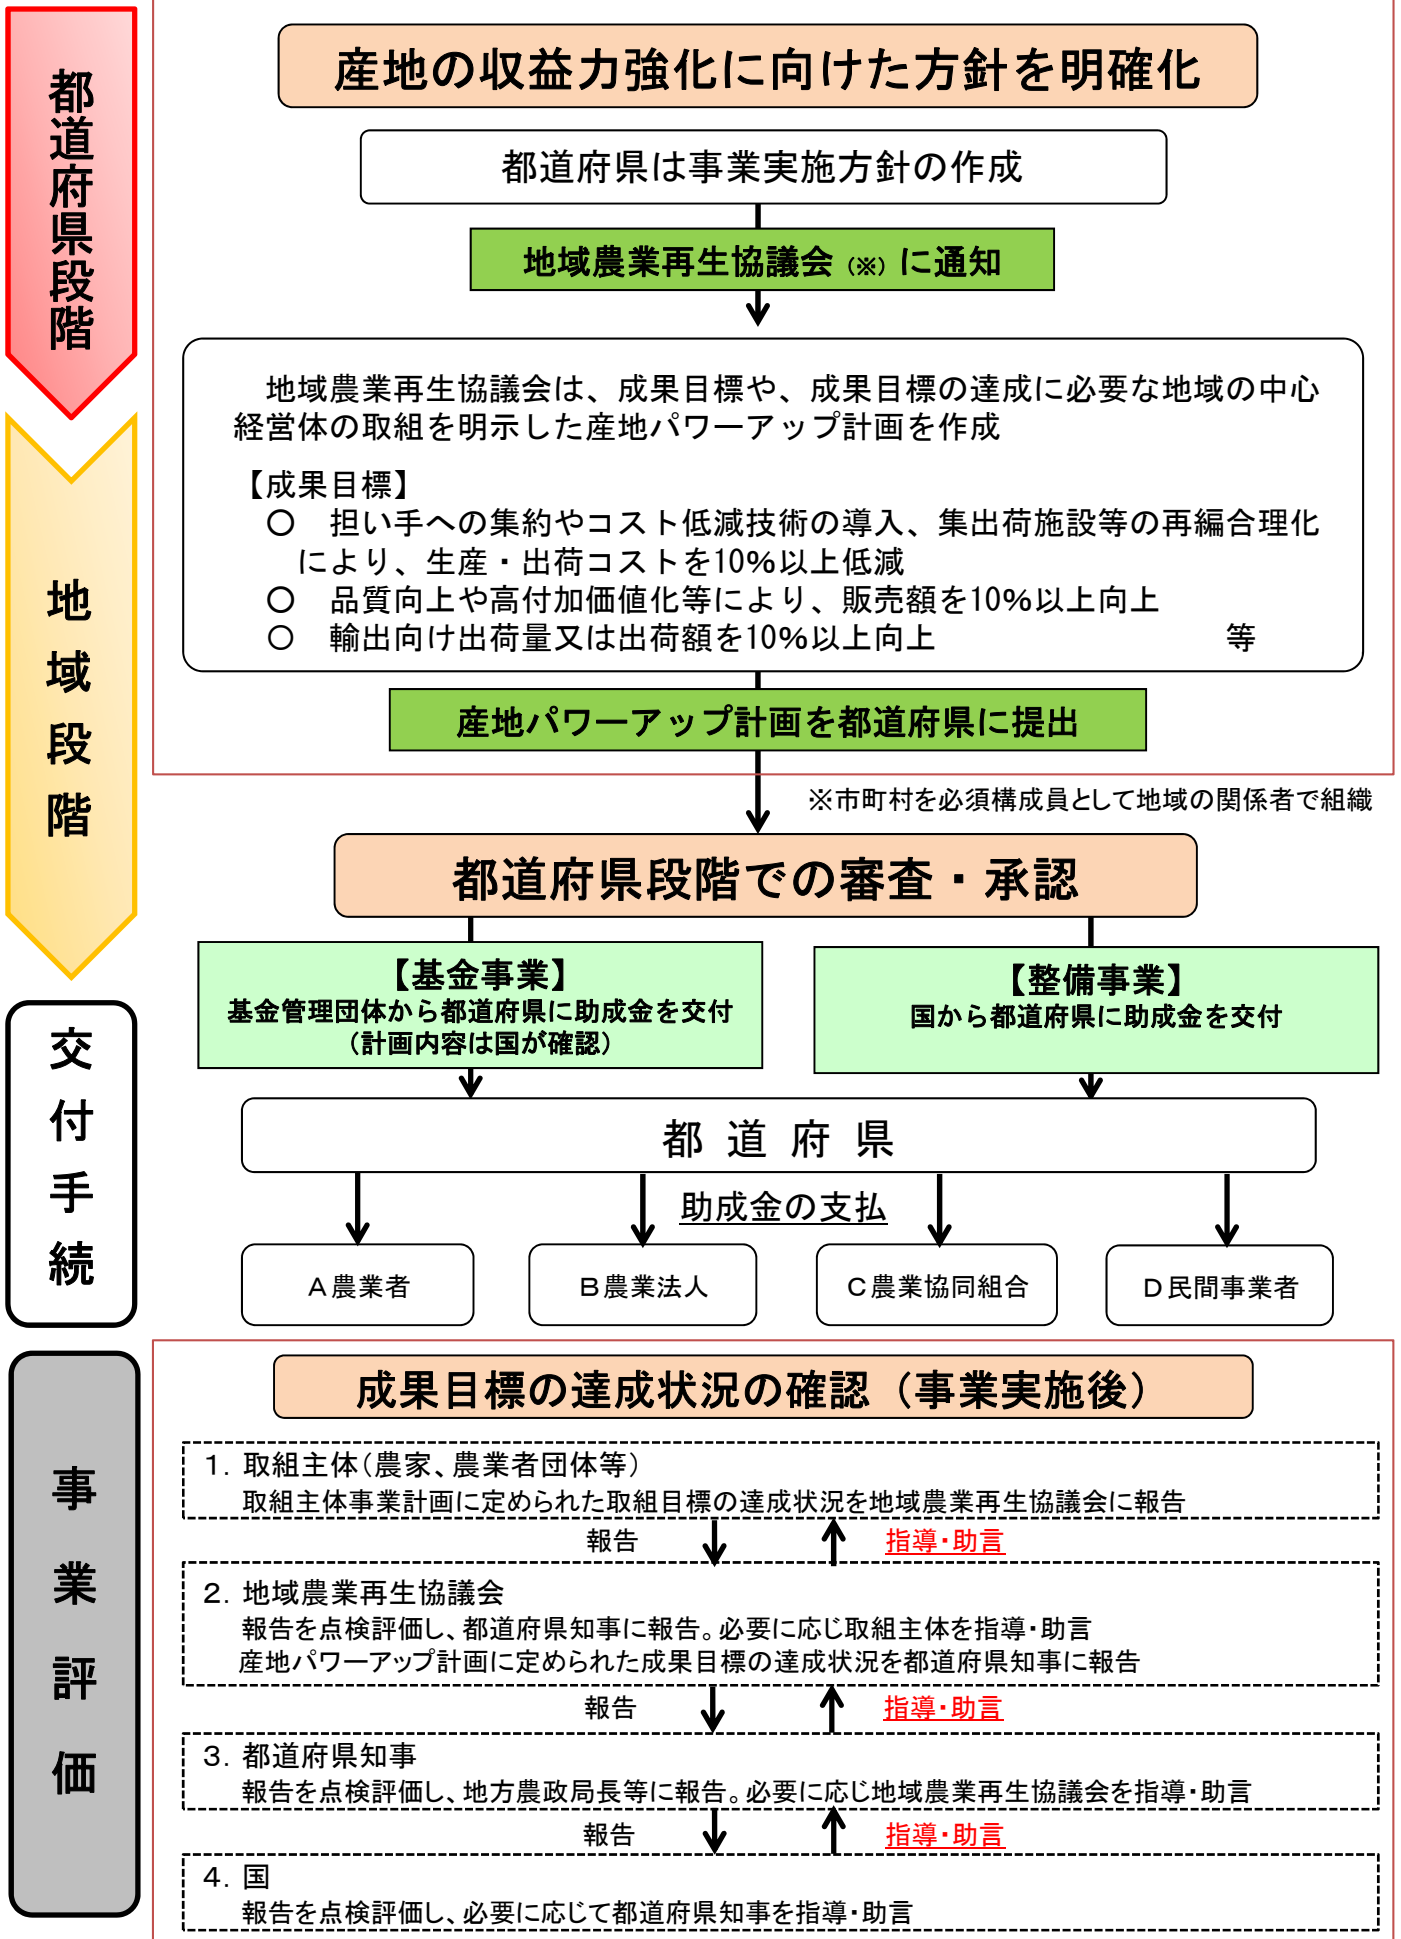 都道府県段階
産地の収益力強化に向けた方針を明確化
都道府県は事業実施方針の作成
地域農業再生協議会（※）に通知
地域段階
地域農業再生協議会は、成果目標や、成果目標の達成に必要な地域の中心
経営体の取組を明示した産地パワーアップ計画を作成
【成果目標】
○　担い手への集約やコスト低減技術の導入、集出荷施設等の再編合理化
により、生産・出荷コストを10％以上低減
○　品質向上や高付加価値化等により、販売額を10％以上向上
○　輸出向け出荷量又は出荷額を10％以上向上　等
産地パワーアップ計画を都道府県に提出
※市町村を必須構成員として地域の関係者で組織
都道府県段階での審査・承認
交付手続
【基金事業】
基金管理団体から都道府県に助成金を交付
（計画内容は国が確認）
【整備事業】
国から都道府県に助成金を交付
都 道 府 県
助成金の支払
Ａ農業者
Ｂ農業法人
Ｃ農業協同組合
Ｄ民間事業者
事業評価
成果目標の達成状況の確認（事業実施後）
１．取組主体（農家、農業者団体等）
取組主体事業計画に定められた取組目標の達成状況を地域農業再生協議会に報告
報告
指導・助言
２．地域農業再生協議会
報告を点検評価し、都道府県知事に報告。必要に応じ取組主体を指導・助言
産地パワーアップ計画に定められた成果目標の達成状況を都道府県知事に報告
報告
指導・助言
３．都道府県知事
報告を点検評価し、地方農政局長等に報告。必要に応じ地域農業再生協議会を指導・助言
報告
指導・助言
４．国
報告を点検評価し、必要に応じて都道府県知事を指導・助言